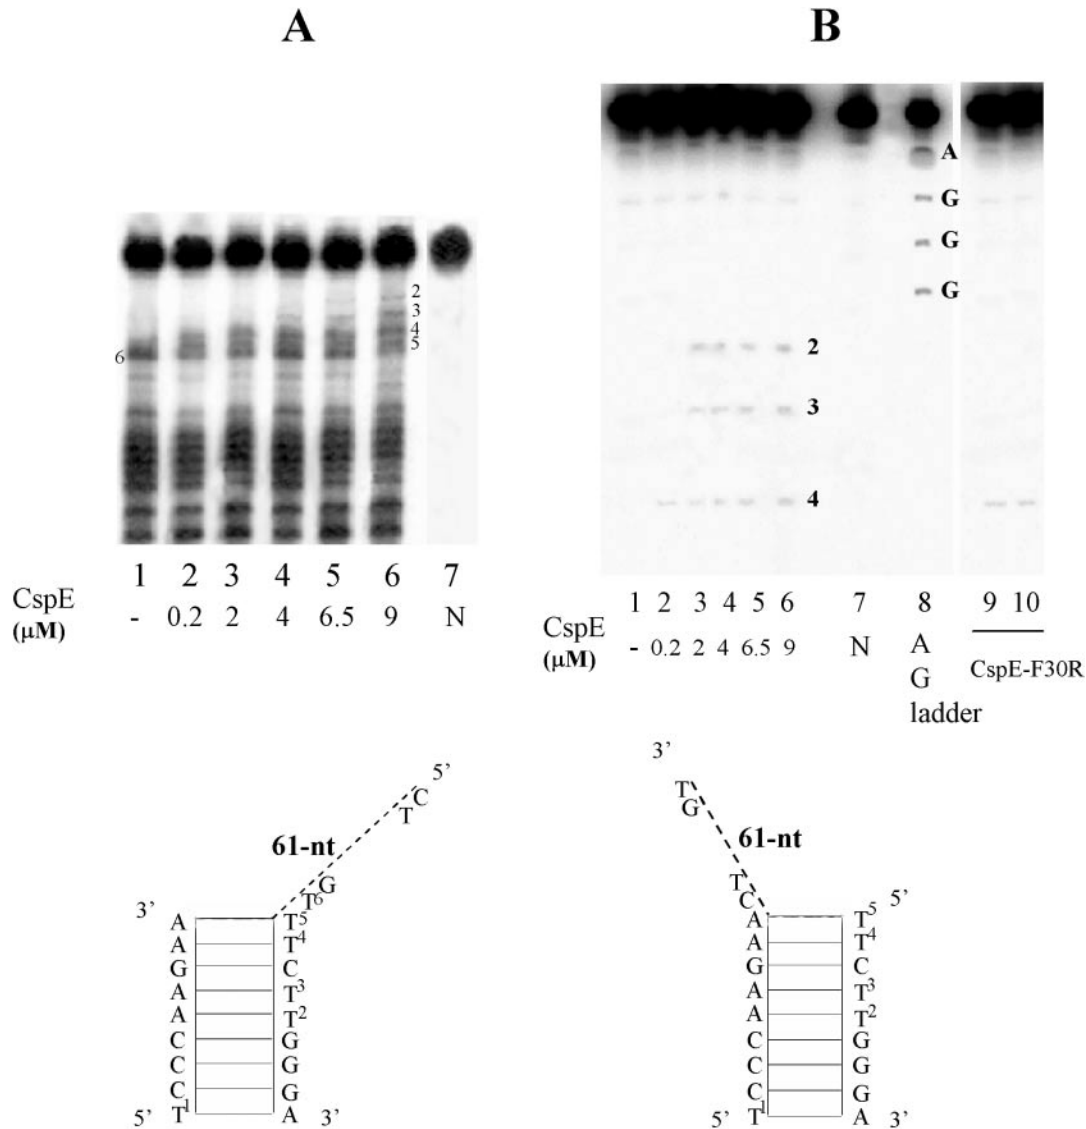 A
B
2
3
4
5
6
1 2 3 4 5 6 7
CspE
(μM)
- 0.2 2 4 6.5 9 N
A
G
G
G
2
3
4
1 2 3 4 5 6 7 8 9 10
CspE
(μM)
- 0.2 2 4 6.5 9 N
A
G
ladder
CspE-F30R
5’
C
T
61-nt
G
T6
3’
A T5
A T4
G C
A T3
A T2
C G
C G
C G
5’ T1 A 3’
3’
T
G
61-nt
T
C
5’
A T5
A T4
G C
A T3
A T2
C G
C G
C G
5’ T1 A 3’